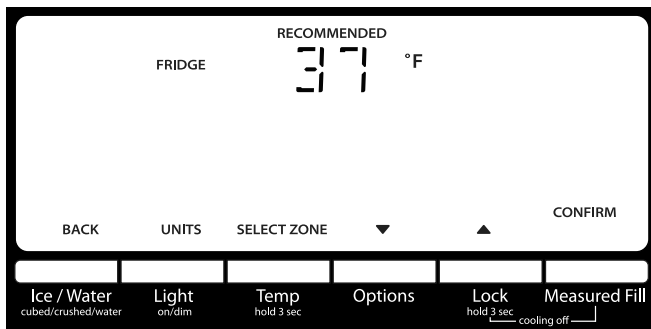 RECOMMENDED
FRIDGE 37 °F
CONFIRM
BACK UNITS SELECT ZONE ▼ ▲
Ice / Water Light Temp Options Lock Measured Fill
cubed/crushed/water on/dim hold 3 sec hold 3 sec
cooling off